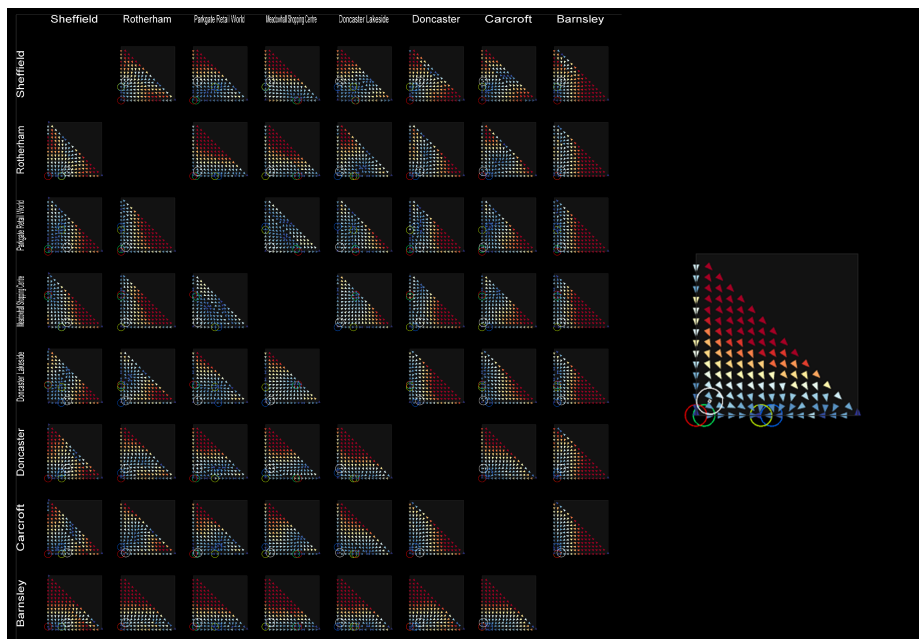 Sheffield Rotherham Parkgate Retail World Meadowhall Shopping Centre Doncaster Lakeside Doncaster Carcroft Barnsley
Sheffield
Rotherham
Parkgate Retail World
Meadowhall Shopping Centre
Doncaster Lakeside
Doncaster
Carcroft
Barnsley